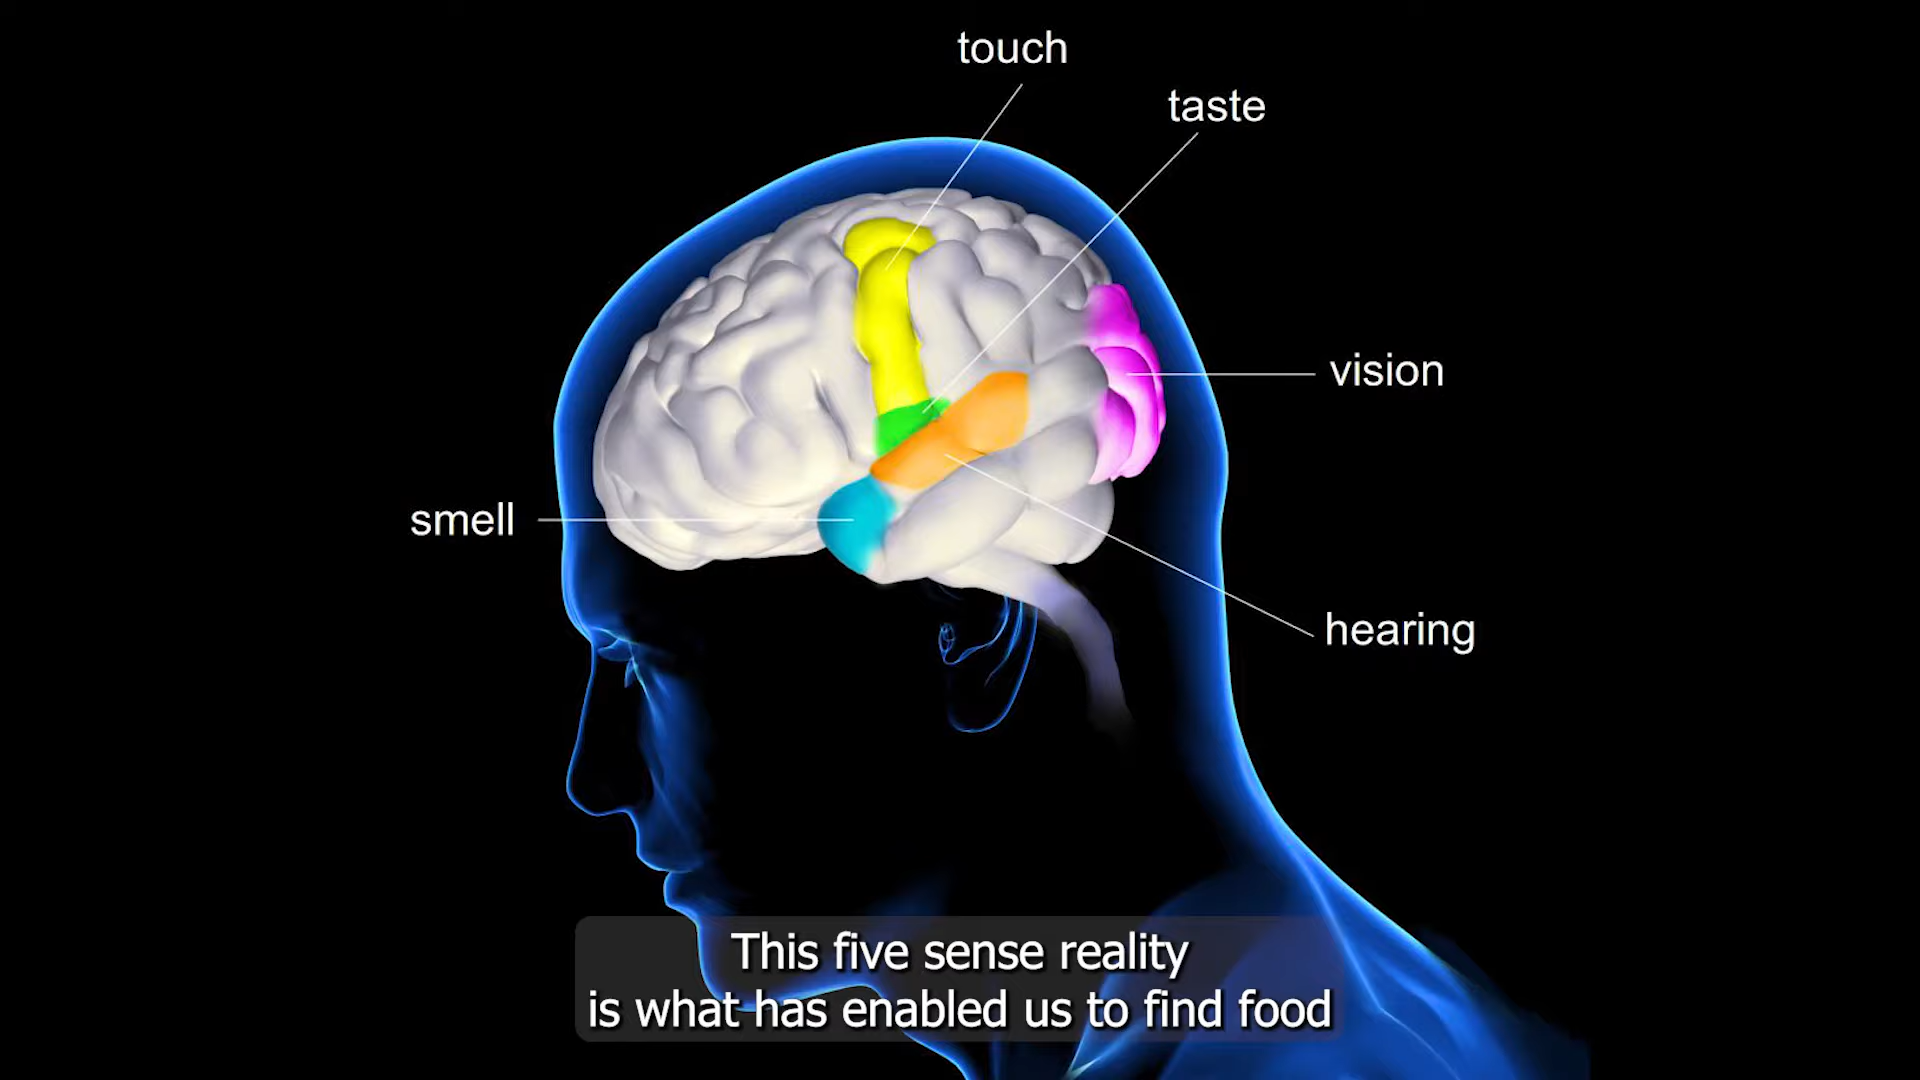 touch
taste
vision
smell
hearing
This five sense reality
is what has enabled us to find food